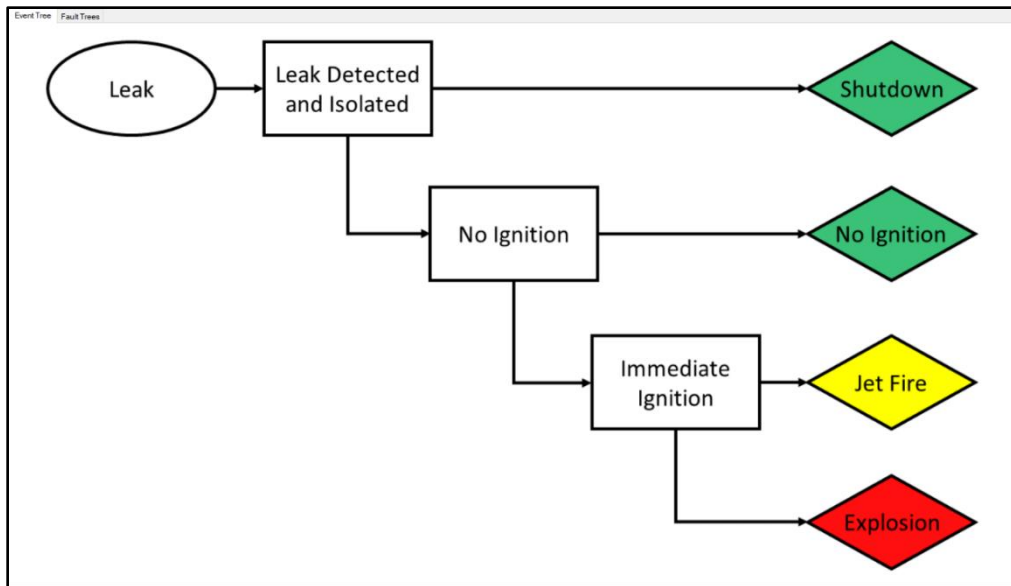 Event Tree Fault Trees
Leak
Leak Detected
and Isolated
Shutdown
No Ignition
No Ignition
Immediate
Ignition
Jet Fire
Explosion